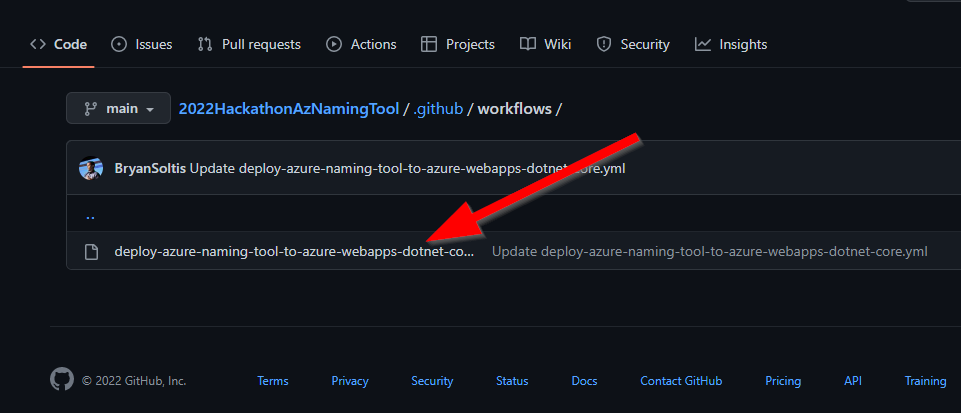 Code Issues Pull requests Actions Projects Wiki Security Insights
main 2022HackathonAzNamingTool / .github / workflows /
BryanSoltis Update deploy-azure-naming-tool-to-azure-webapps-dotnet-core.yml
..
deploy-azure-naming-tool-to-azure-webapps-dotnet-co... Update deploy-azure-naming-tool-to-azure-webapps-dotnet-core.yml
© 2022 GitHub, Inc. Terms Privacy Security Status Docs Contact GitHub Pricing API Training